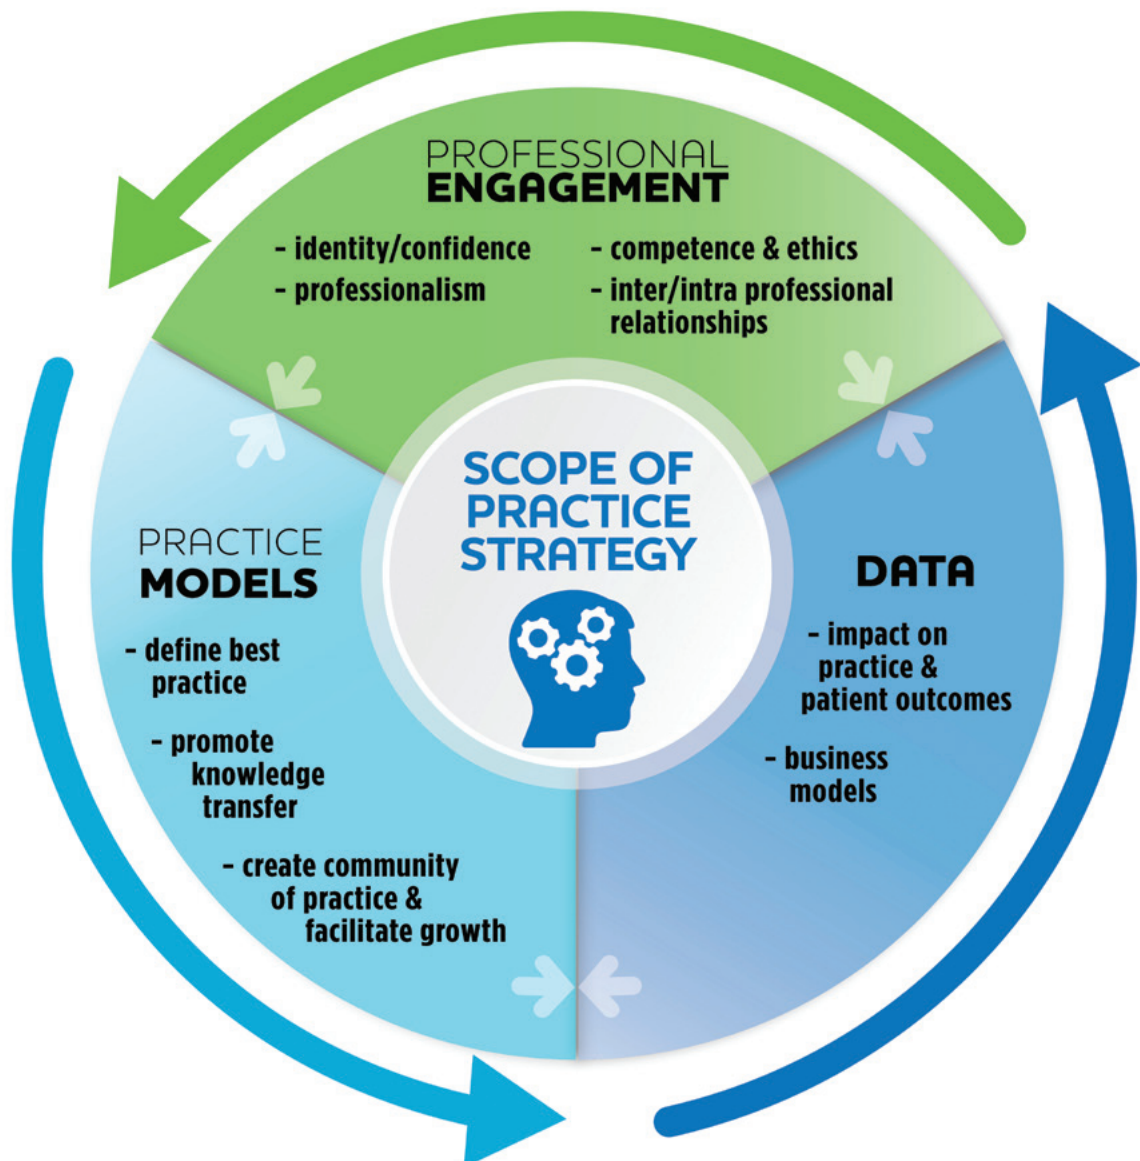 PROFESSIONAL
ENGAGEMENT
- identity/confidence
- professionalism
- competence & ethics
- inter/intra professional
relationships
SCOPE OF
PRACTICE
STRATEGY
PRACTICE
MODELS
- define best
practice
- promote
knowledge
transfer
- create community
of practice &
facilitate growth
DATA
- impact on
practice &
patient outcomes
- business
models